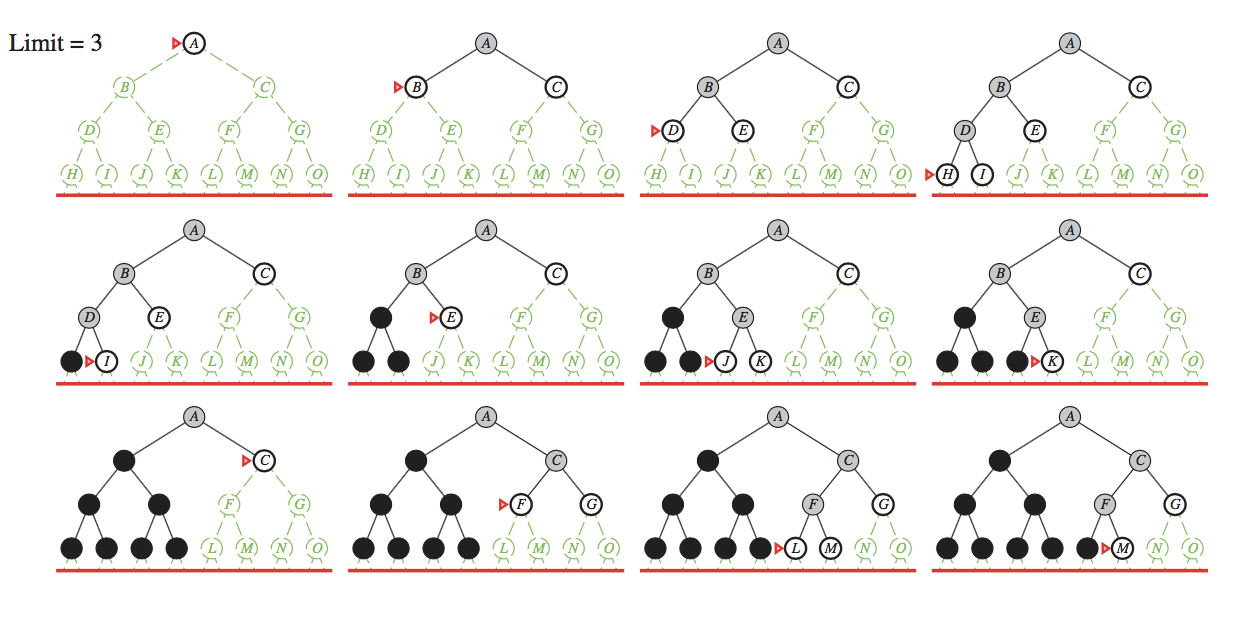 Limit = 3 A A A A
B C B C B C B C
D E F G D E F G D E F G D E F G
H I J K L M N O H I J K L M N O H I J K L M N O H I J K L M N O
A A A A
B C B C B C B C
D E F G E F G E F G E F G
I J K L M N O J K L M N O J K L M N O K L M N O
A A A A
C C C C
F G F G F G F G
L M N O L M N O L M N O M N O